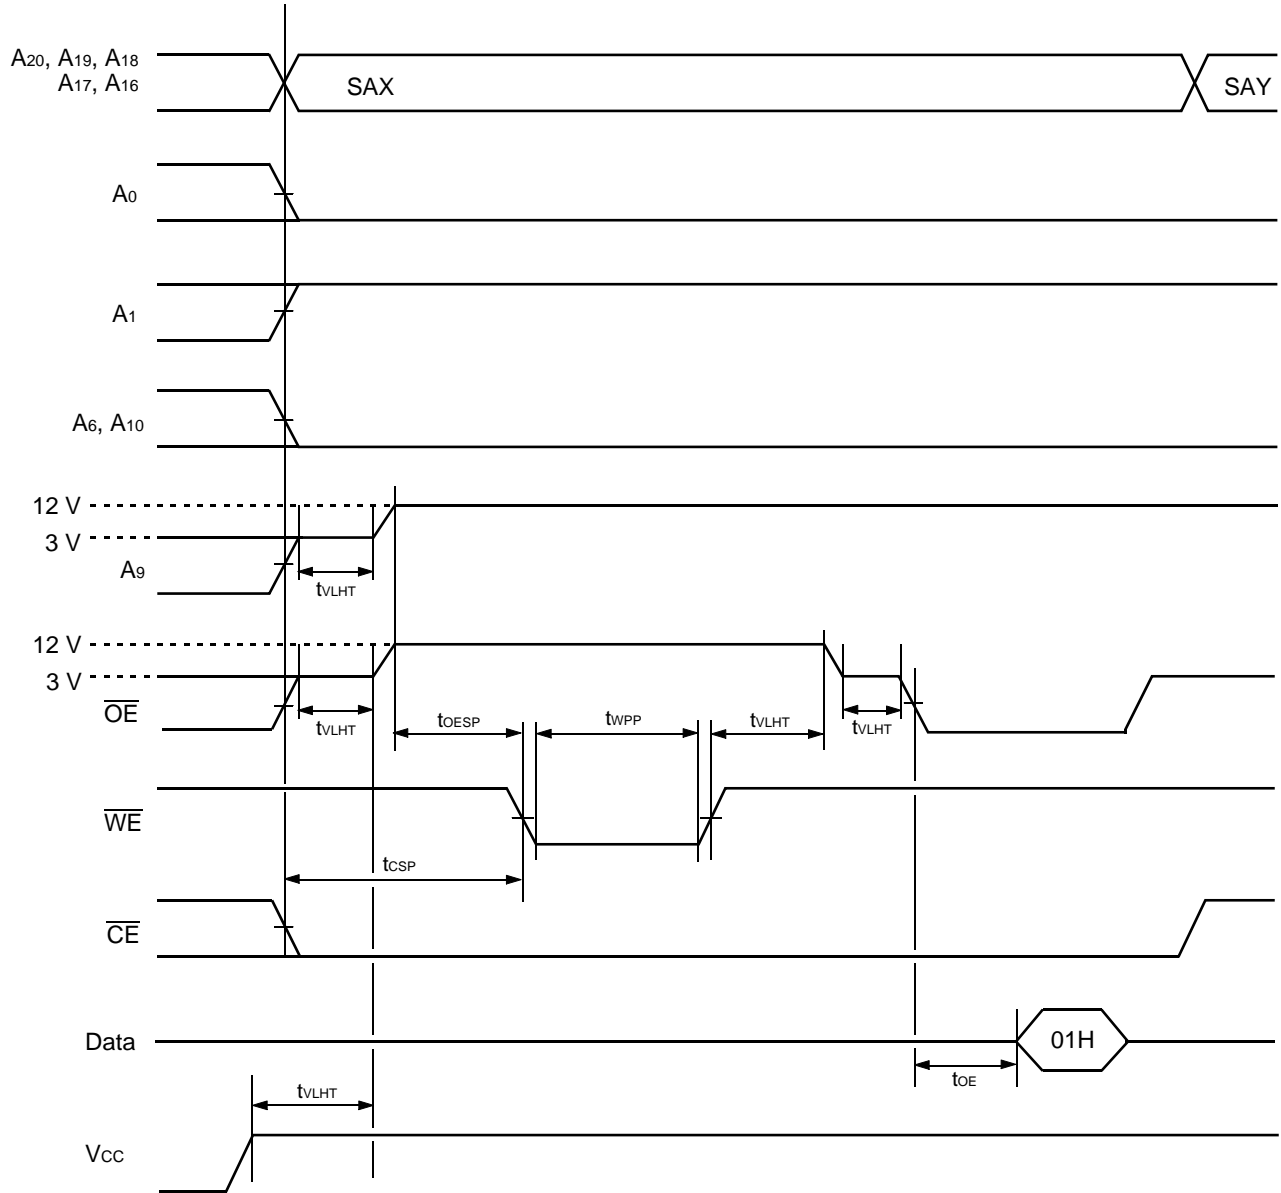 A20, A19, A18
A17, A16
SAX
SAY
A0
A1
A6, A10
12 V
3 V
A9
tVLHT
12 V
3 V
OE
tVLHT
tOESP
tWPP
tVLHT
tVLHT
WE
tCSP
CE
Data
01H
tOE
tVLHT
VCC